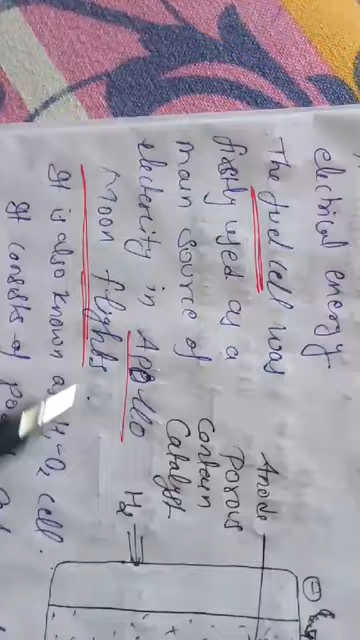 electrical energy
The fuel cell was
firstly used as a
main source of
electricity in Apollo
Moon flights.
It is also known as H₂-O₂ cell.
It consists of
Anode
Porous
Contain
Catalyst
H₂
⊖